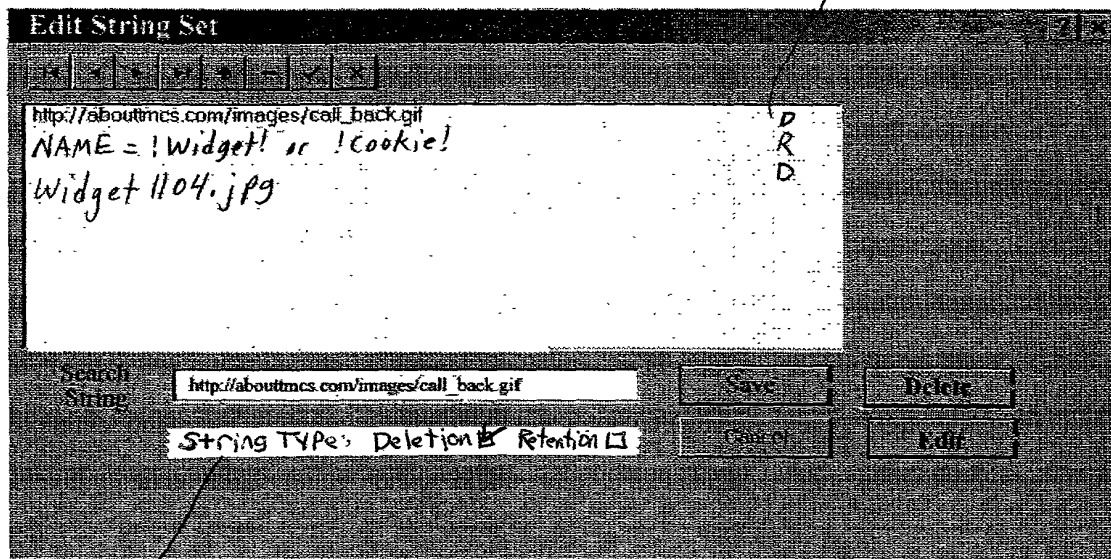 Edit String Set
http://abouttmcs.com/images/call_back.gif D
NAME = !Widget! or !Cookie! R
Widget 1104.jpg D
Search String http://abouttmcs.com/images/call_back.gif Save Delete
String Type: Deletion Retention Cancel Edit